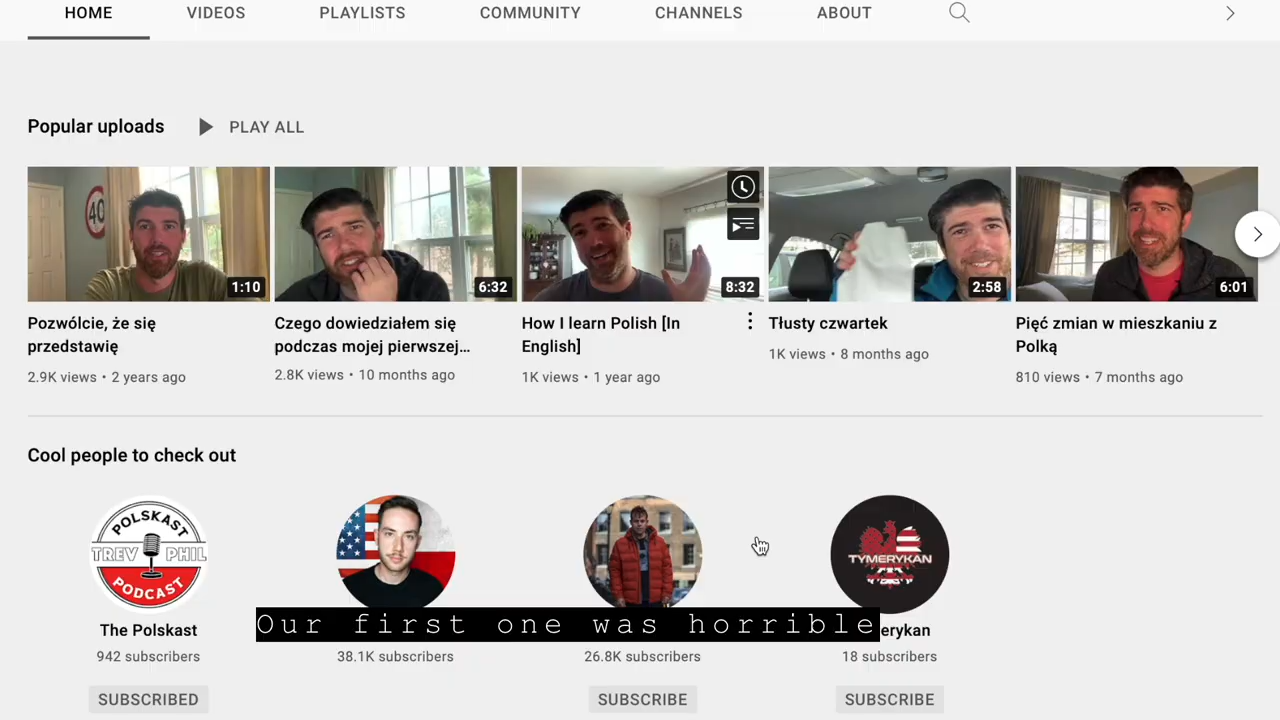 HOME VIDEOS PLAYLISTS COMMUNITY CHANNELS ABOUT
Popular uploads PLAY ALL
40
1:10
6:32
8:32
2:58
6:01
Pozwólcie, że się
przedstawię
2.9K views • 2 years ago
Czego dowiedziałem się
podczas mojej pierwszej...
2.8K views • 10 months ago
How I learn Polish [In
English]
1K views • 1 year ago
Tłusty czwartek
1K views • 8 months ago
Pięć zmian w mieszkaniu z
Polką
810 views • 7 months ago
Cool people to check out
POLSKAST
TREV PHIL
PODCAST
TYMERYKAN
Our first one was horrible
The Polskast
erykan
942 subscribers
38.1K subscribers
26.8K subscribers
18 subscribers
SUBSCRIBED
SUBSCRIBE
SUBSCRIBE